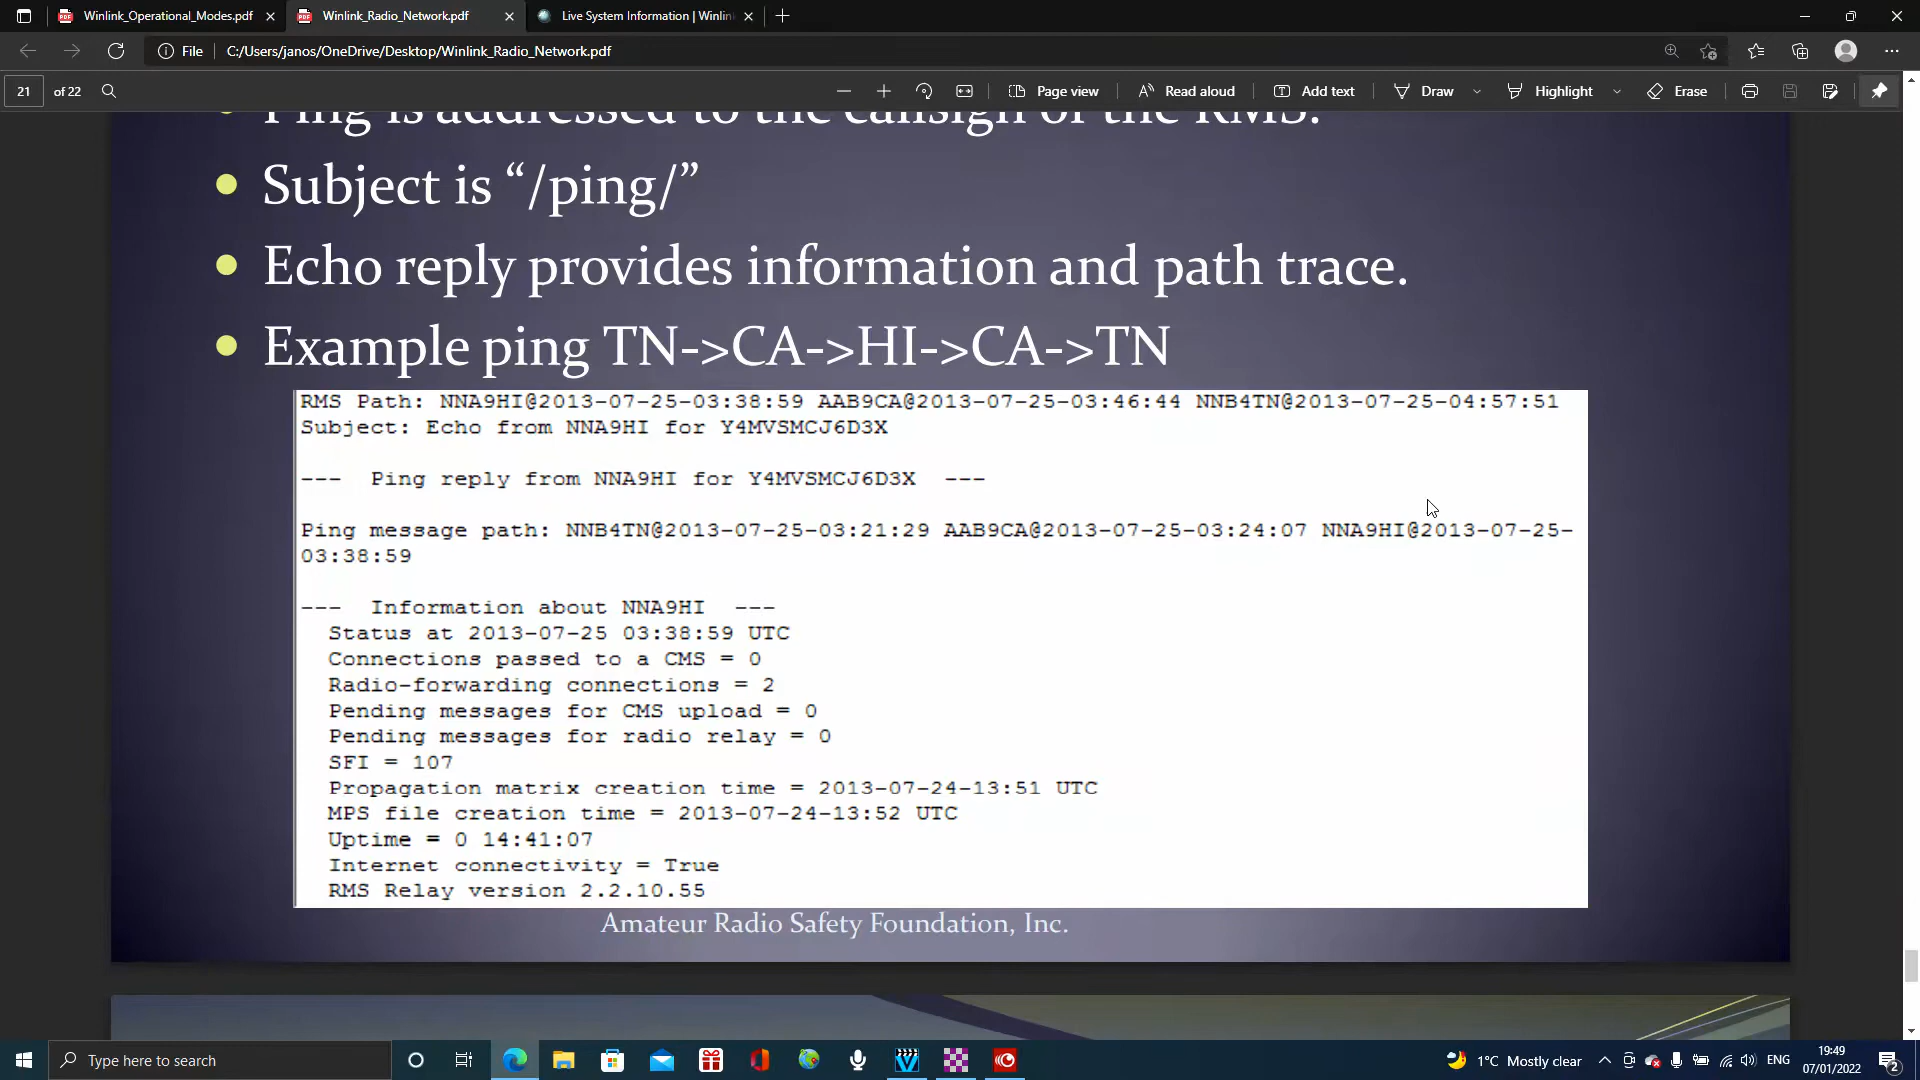 Winlink_Operational_Modes.pdf
Winlink_Radio_Network.pdf
Live System Information | Winlin
File
C:/Users/janos/OneDrive/Desktop/Winlink_Radio_Network.pdf
21 of 22
Page view
Read aloud
Add text
Draw
Highlight
Erase
Ping is addressed to the callsign of the RMS.
Subject is “/ping/”
Echo reply provides information and path trace.
Example ping TN->CA->HI->CA->TN
RMS Path: NNA9HI@2013-07-25-03:38:59 AAB9CA@2013-07-25-03:46:44 NNB4TN@2013-07-25-04:57:51
Subject: Echo from NNA9HI for Y4MVSMCJ6D3X
--- Ping reply from NNA9HI for Y4MVSMCJ6D3X ---
Ping message path: NNB4TN@2013-07-25-03:21:29 AAB9CA@2013-07-25-03:24:07 NNA9HI@2013-07-25-
03:38:59
--- Information about NNA9HI ---
Status at 2013-07-25 03:38:59 UTC
Connections passed to a CMS = 0
Radio-forwarding connections = 2
Pending messages for CMS upload = 0
Pending messages for radio relay = 0
SFI = 107
Propagation matrix creation time = 2013-07-24-13:51 UTC
MPS file creation time = 2013-07-24-13:52 UTC
Uptime = 0 14:41:07
Internet connectivity = True
RMS Relay version 2.2.10.55
Amateur Radio Safety Foundation, Inc.
Type here to search
1°C Mostly clear
ENG
19:49
07/01/2022
2